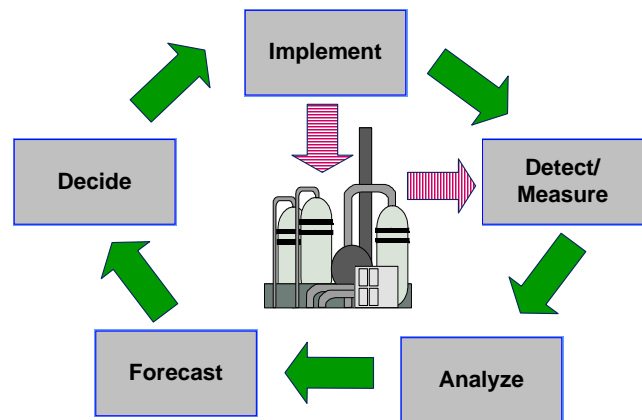 Implement
Decide
Detect/
Measure
Forecast
Analyze